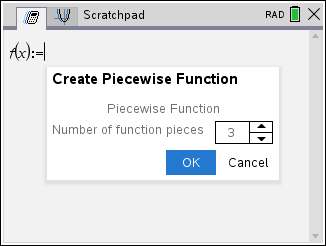 Scratchpad
RAD
f(x):=
Create Piecewise Function
Piecewise Function
Number of function pieces 3
OK Cancel